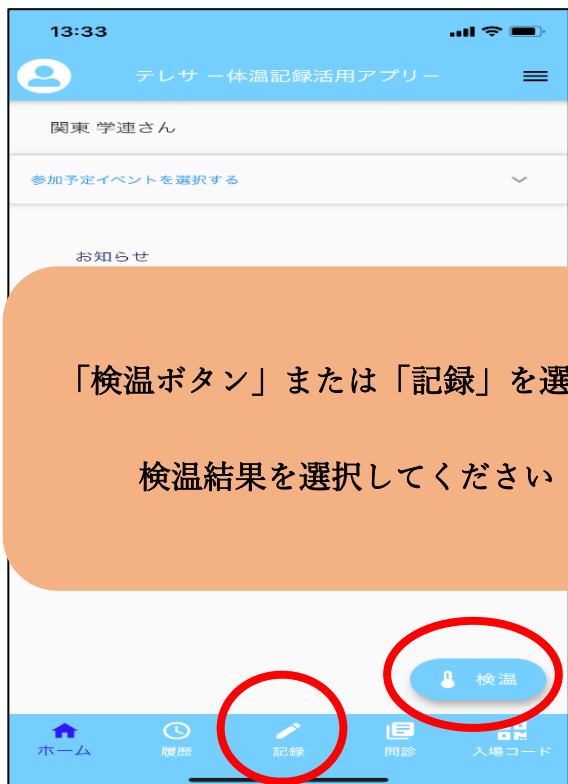 13:33
テレサ ー体温記録活用アプリー
関東 学連さん
参加予定イベントを選択する
お知らせ
「検温ボタン」または「記録」を選
検温結果を選択してください
検温
ホーム
履歴
記録
問診
入場コード